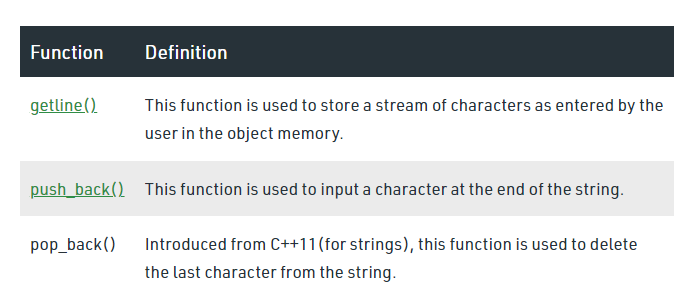 Function Definition
getline() This function is used to store a stream of characters as entered by the
user in the object memory.
push_back() This function is used to input a character at the end of the string.
pop_back() Introduced from C++11(for strings), this function is used to delete
the last character from the string.